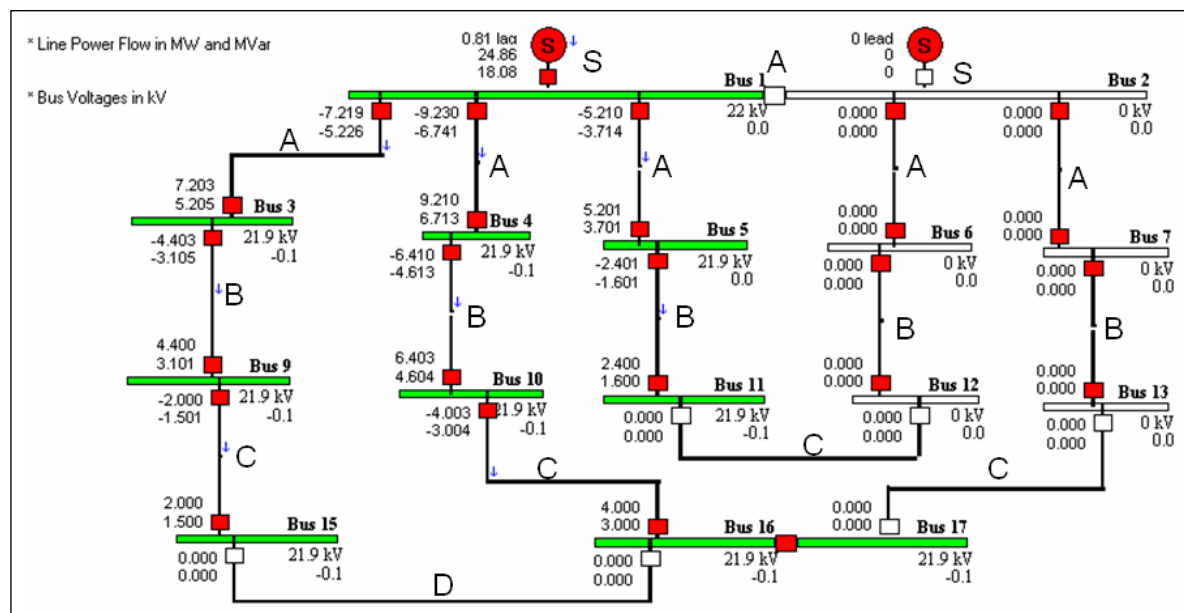 * Line Power Flow in MW and MVar
* Bus Voltages in kV
0.81 lag
24.86
18.08
S
S
Bus 1
22 kV
0.0
A
0 lead
0
0
S
S
Bus 2
0 kV
0.0
-7.219
-5.226
-9.230
-6.741
-5.210
-3.714
0.000
0.000
0.000
0.000
A
A
A
A
A
7.203
5.205
Bus 3
21.9 kV
-0.1
-4.403
-3.105
9.210
6.713
Bus 4
21.9 kV
-0.1
-6.410
-4.613
5.201
3.701
Bus 5
21.9 kV
0.0
-2.401
-1.601
0.000
0.000
Bus 6
0 kV
0.0
0.000
0.000
0.000
0.000
Bus 7
0 kV
0.0
0.000
0.000
B
B
B
B
B
4.400
3.101
Bus 9
21.9 kV
-0.1
-2.000
-1.501
6.403
4.604
Bus 10
21.9 kV
-0.1
-4.003
-3.004
2.400
1.600
Bus 11
21.9 kV
-0.1
0.000
0.000
0.000
0.000
Bus 12
0 kV
0.0
0.000
0.000
0.000
0.000
Bus 13
0 kV
0.0
0.000
0.000
C
C
C
C
2.000
1.500
Bus 15
21.9 kV
-0.1
0.000
0.000
4.000
3.000
Bus 16
21.9 kV
-0.1
0.000
0.000
0.000
0.000
Bus 17
21.9 kV
-0.1
D